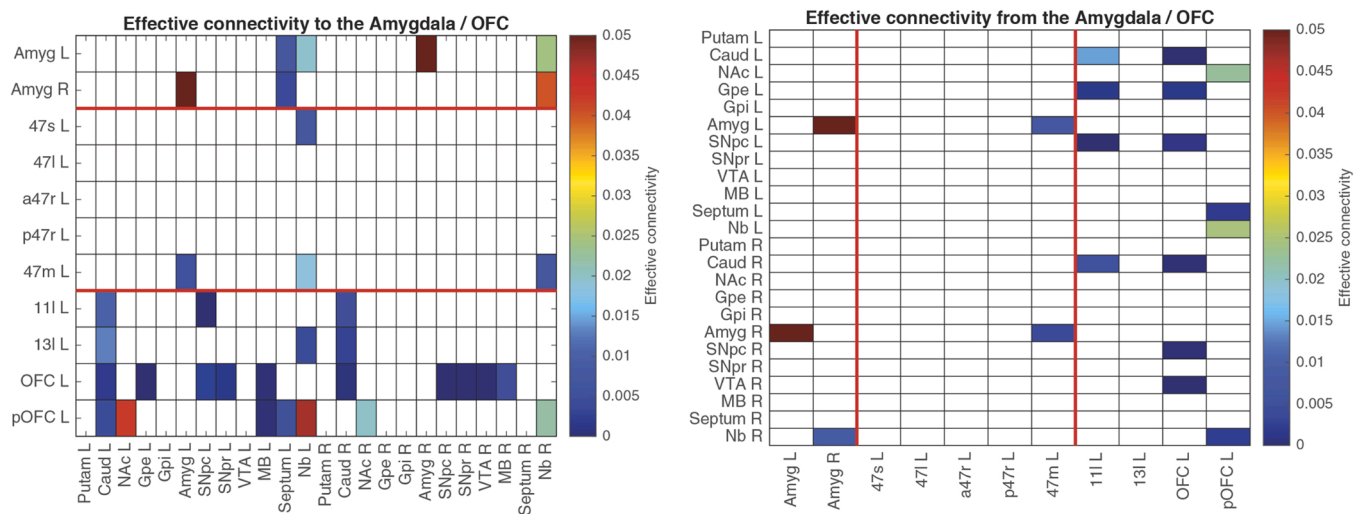 Effective connectivity to the Amygdala / OFC
Amyg L
Amyg R
47s L
47l L
a47r L
p47r L
47m L
11l L
13l L
OFC L
pOFC L
Putam L
Caud L
NAc L
Gpe L
Gpi L
Amyg L
SNpc L
SNpr L
VTA L
MB L
Septum L
Nb L
Putam R
Caud R
NAc R
Gpe R
Gpi R
Amyg R
SNpc R
SNpr R
VTA R
MB R
Septum R
Nb R
0.05
0.045
0.04
0.035
0.03
0.025
0.02
0.015
0.01
0.005
0
Effective connectivity
Effective connectivity from the Amygdala / OFC
Putam L
Caud L
NAc L
Gpe L
Gpi L
Amyg L
SNpc L
SNpr L
VTA L
MB L
Septum L
Nb L
Putam R
Caud R
NAc R
Gpe R
Gpi R
Amyg R
SNpc R
SNpr R
VTA R
MB R
Septum R
Nb R
Amyg L
Amyg R
47s L
47l L
a47r L
p47r L
47m L
11l L
13l L
OFC L
pOFC L
0.05
0.045
0.04
0.035
0.03
0.025
0.02
0.015
0.01
0.005
0
Effective connectivity